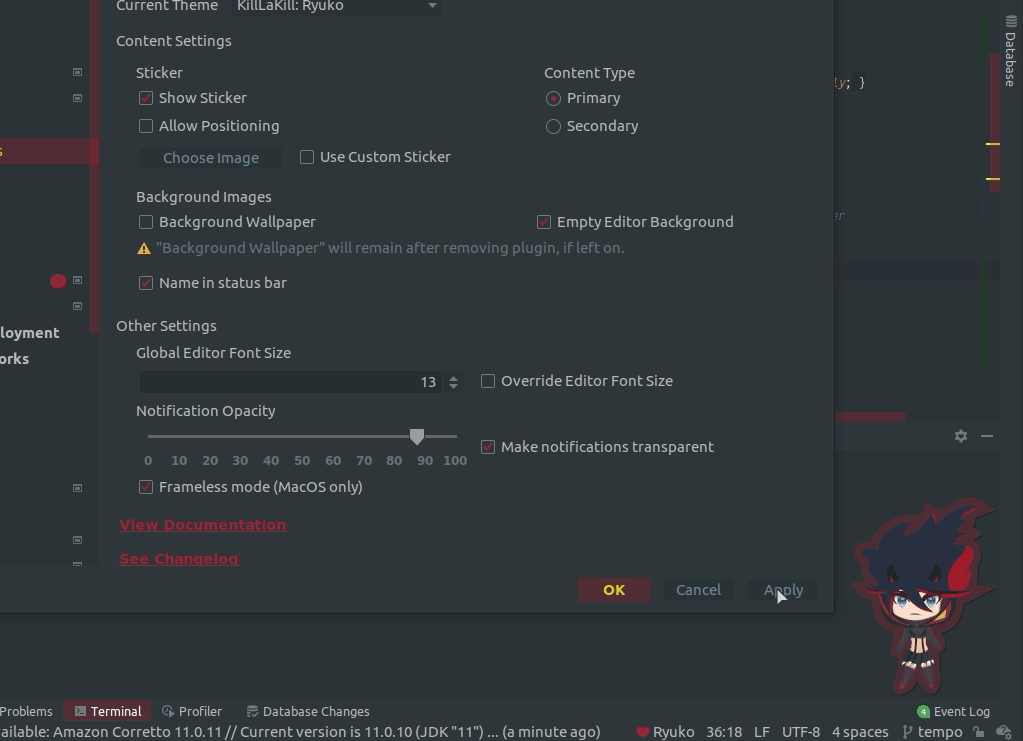 Current Theme KillLaKill: Ryuko
Content Settings
Sticker Content Type
Show Sticker Primary
Allow Positioning Secondary
Choose Image Use Custom Sticker
Background Images
Background Wallpaper Empty Editor Background
"Background Wallpaper" will remain after removing plugin, if left on.
Name in status bar
Other Settings
Global Editor Font Size
13 Override Editor Font Size
Notification Opacity
Make notifications transparent
0 10 20 30 40 50 60 70 80 90 100
Frameless mode (MacOS only)
View Documentation
See Changelog
OK Cancel Apply
Database
s
ly; }
er
loyment
orks
Problems Terminal Profiler Database Changes 4 Event Log
ailable: Amazon Corretto 11.0.11 // Current version is 11.0.10 (JDK "11") ... (a minute ago) Ryuko 36:18 LF UTF-8 4 spaces tempo